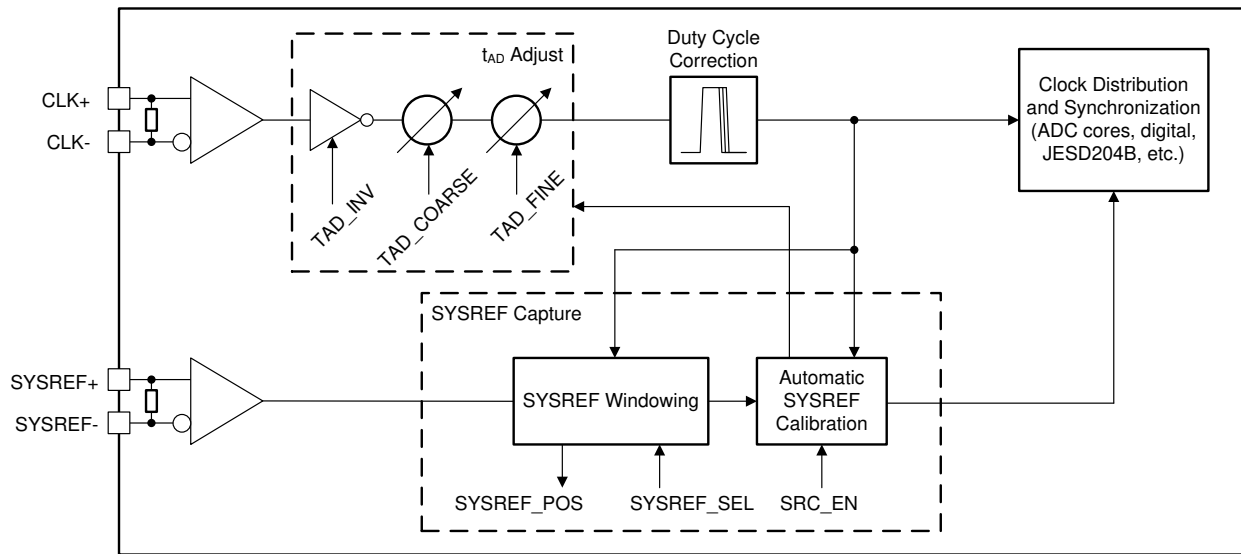 Duty Cycle
Correction
t_AD Adjust
Clock Distribution
and Synchronization
(ADC cores, digital,
JESD204B, etc.)
CLK+
CLK-
TAD_INV
TAD_COARSE
TAD_FINE
SYSREF Capture
SYSREF+
SYSREF-
SYSREF Windowing
Automatic
SYSREF
Calibration
SYSREF_POS
SYSREF_SEL
SRC_EN